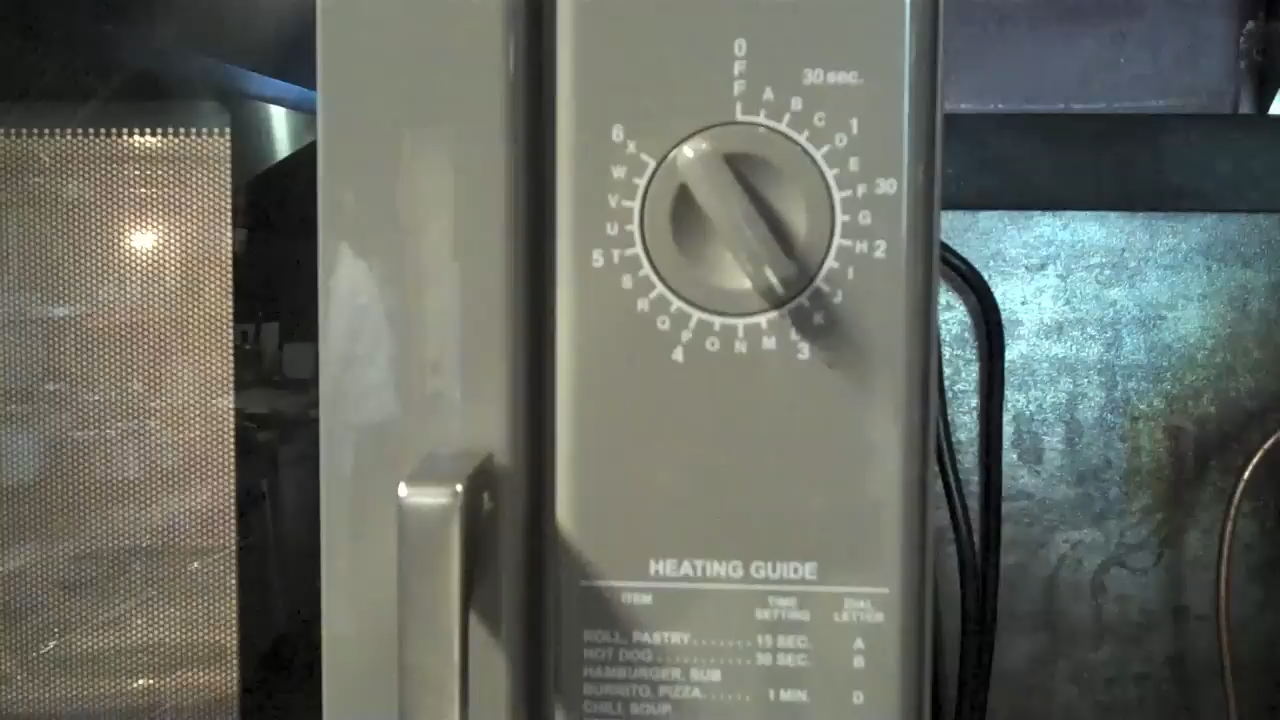 OFF
30 sec.
A
B
C
1
D
E
F 30
G
H 2
I
J
K
L
3
M
N
O
P
4
Q
R
S
5 T
U
V
W
X
6
HEATING GUIDE
ITEM TIME SETTING DIAL LETTER
ROLL, PASTRY....... 15 SEC. A
HOT DOG........... 30 SEC. B
HAMBURGER, SUB
BURRITO, PIZZA...... 1 MIN. D
CHILI, SOUP,